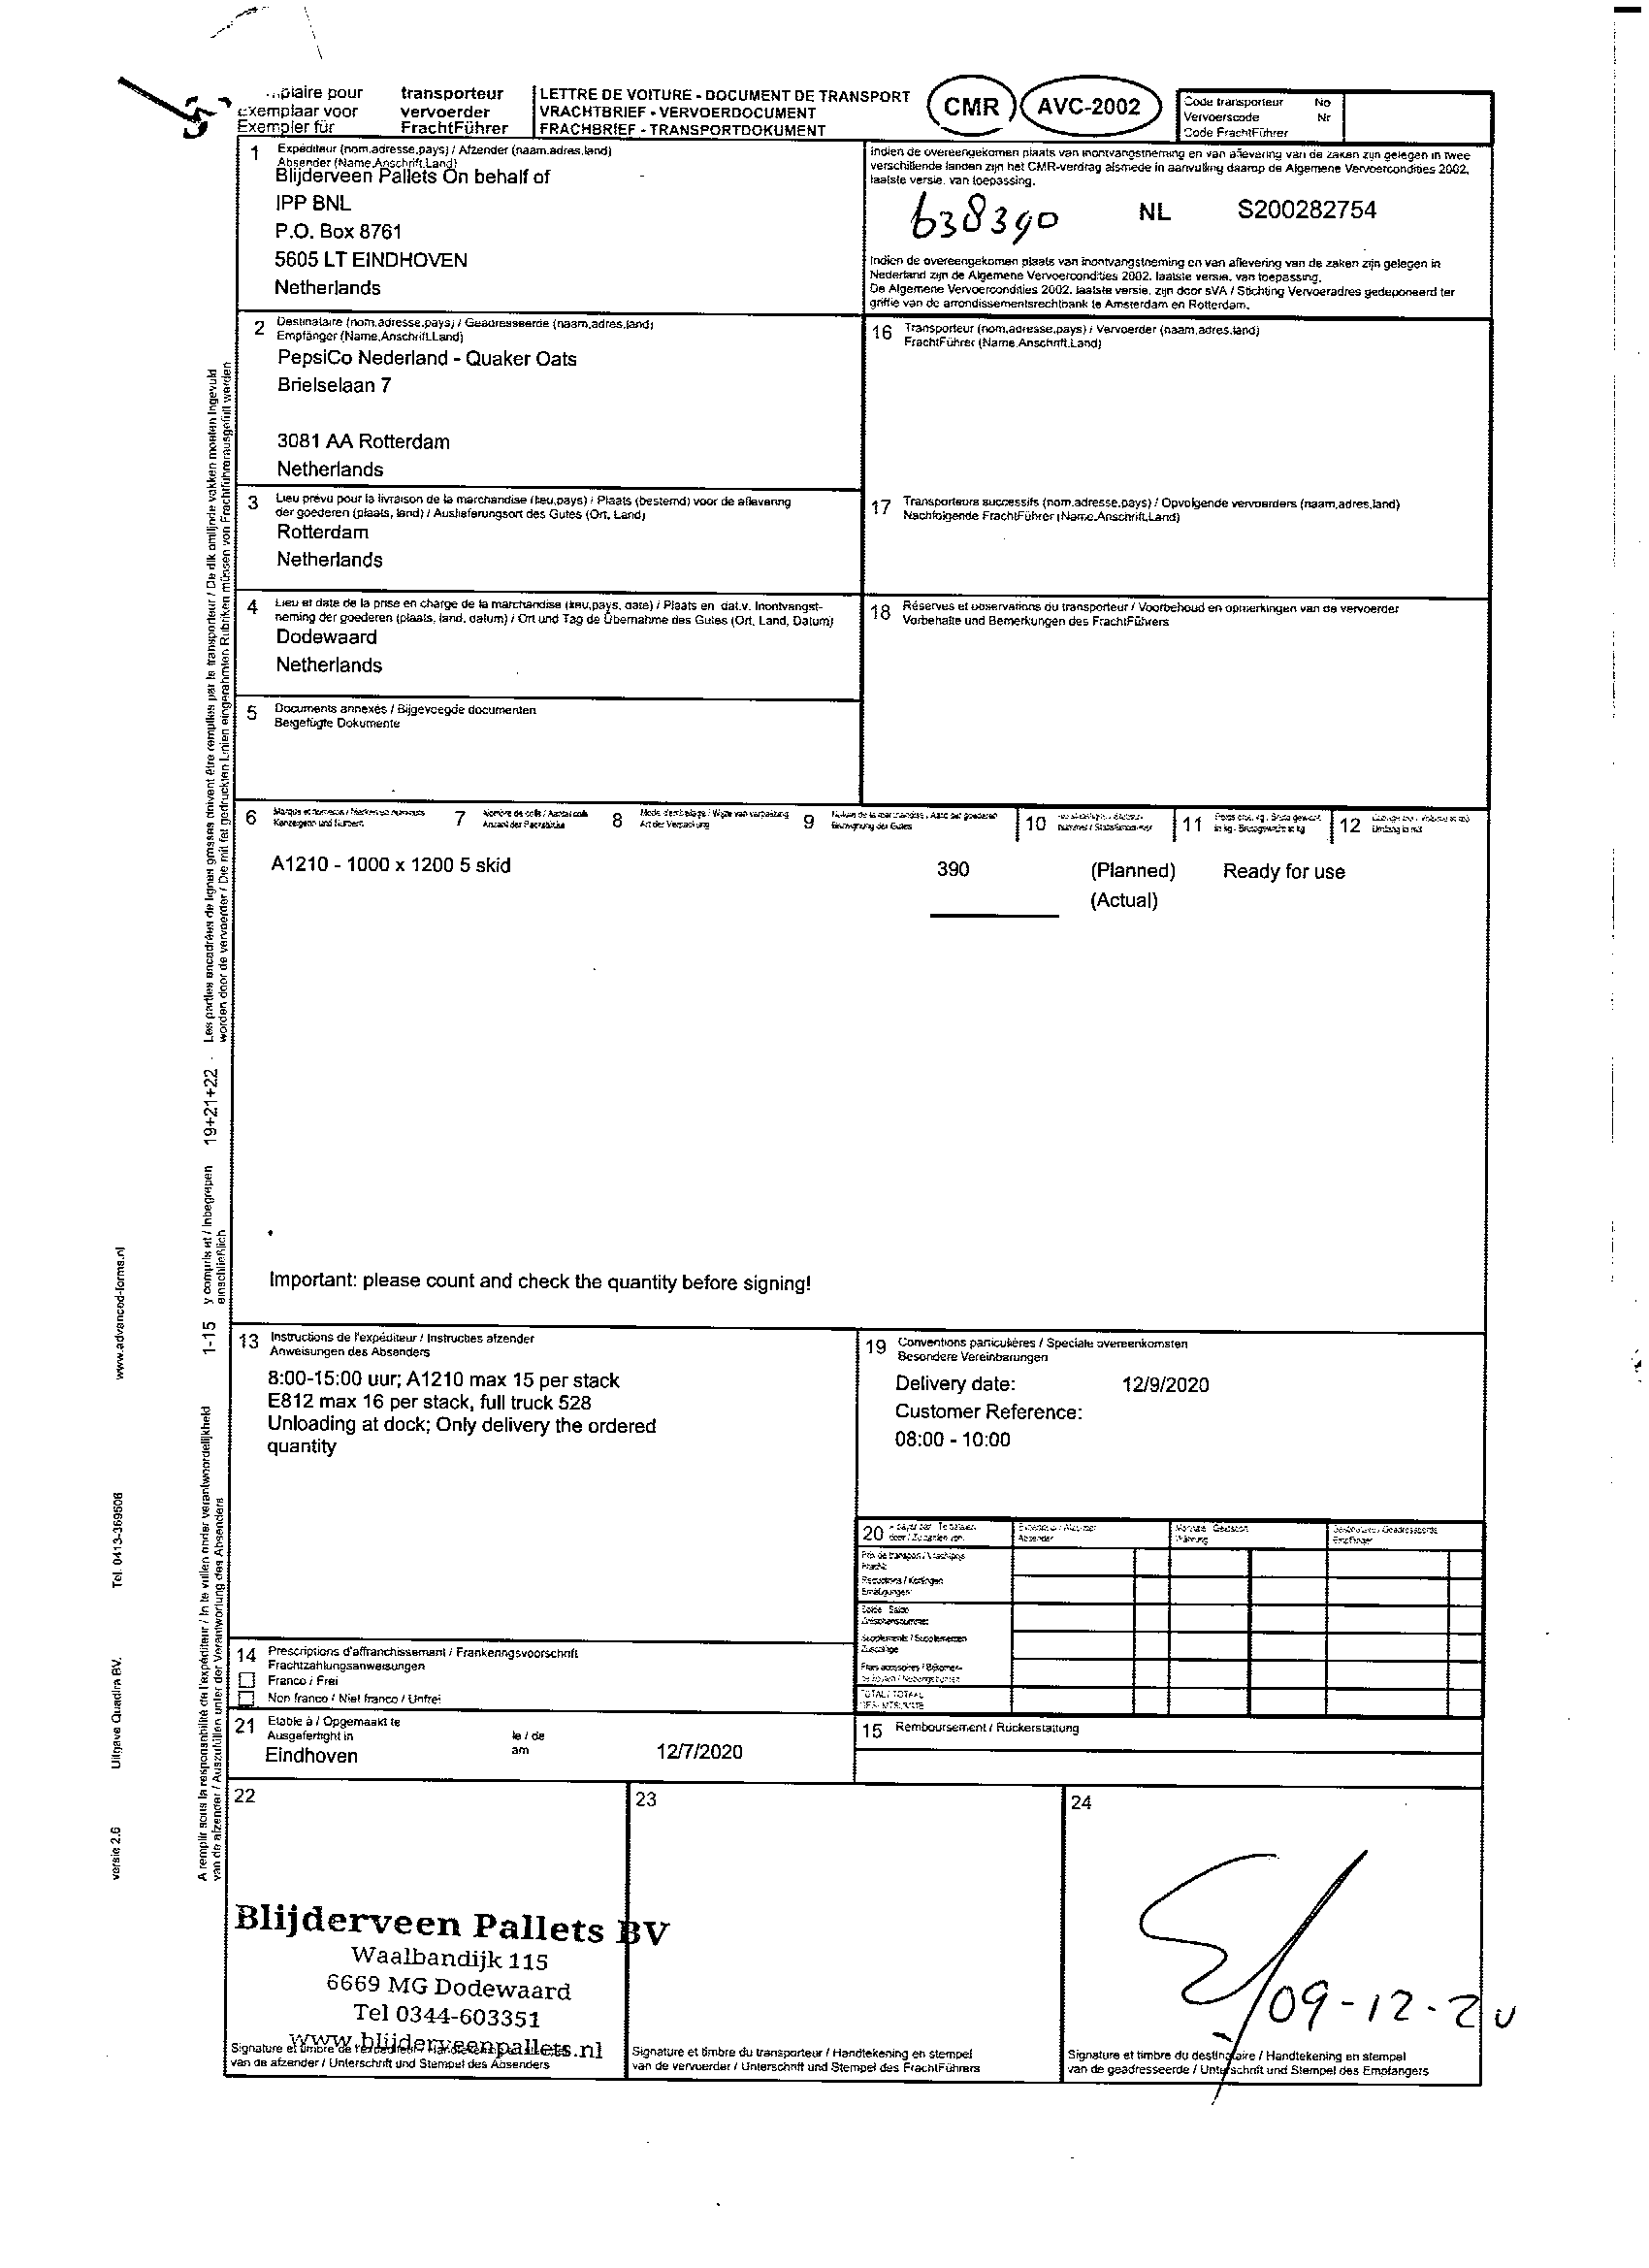 transporteur
exemplaar voor vervoerder
Exempler für FrachtFührer
LETTRE DE VOITURE - DOCUMENT DE TRANSPORT
VRACHTBRIEF - VERVOERDOCUMENT
FRACHBRIEF - TRANSPORTDOKUMENT
CMR
AVC-2002
Code transporteur No
Vervoerscode Nr
Code FrachtFührer
1 Expéditeur (nom,adresse,pays) / Afzender (naam,adres,land)
Absender (Name,Anschrift,Land)
Blijderveen Pallets On behalf of
IPP BNL
P.O. Box 8761
5605 LT EINDHOVEN
Netherlands
indien de overeengekomen plaats van inontvangstneming en van aflevering van de zaken zijn gelegen in twee
verschillende landen zijn het CMR-verdrag alsmede in aanvulling daarop de Algemene Vervoercondities 2002,
laatste versie, van toepassing.
638390 NL S200282754
Indien de overeengekomen plaats van inontvangstneming en van aflevering van de zaken zijn gelegen in
Nederland zijn de Algemene Vervoercondities 2002, laatste versie, van toepassing.
De Algemene Vervoercondities 2002, laatste versie, zijn door sVA / Stichting Vervoeradres gedeponeerd ter
griffie van de arrondissementsrechtbank te Amsterdam en Rotterdam.
2 Destinataire (nom,adresse,pays) / Geadresseerde (naam,adres,land)
Empfänger (Name,Anschrift,Land)
PepsiCo Nederland - Quaker Oats
Brielselaan 7
3081 AA Rotterdam
Netherlands
16 Transporteur (nom,adresse,pays) / Vervoerder (naam,adres,land)
FrachtFührer (Name,Anschrift,Land)
3 Lieu prévu pour la livraison de la marchandise (lieu,pays) / Plaats (bestemd) voor de aflevering
der goederen (plaats, land) / Auslieferungsort des Gutes (Ort, Land)
Rotterdam
Netherlands
17 Transporteurs successifs (nom,adresse,pays) / Opvolgende vervoerders (naam,adres,land)
Nachfolgende FrachtFührer (Name,Anschrift,Land)
4 Lieu et date de la prise en charge de la marchandise (lieu,pays, date) / Plaats en dat.v. Inontvangst-
neming der goederen (plaats, land, datum) / Ort und Tag de Übernahme des Gutes (Ort, Land, Datum)
Dodewaard
Netherlands
18 Réserves et observations du transporteur / Voorbehoud en opmerkingen van de vervoerder
Vorbehalte und Bemerkungen des FrachtFührers
5 Documents annexés / Bijgevoegde documenten
Beigefügte Dokumente
6 7 8 9 10 11 12
A1210 - 1000 x 1200 5 skid 390 (Planned) Ready for use
(Actual)
Important: please count and check the quantity before signing!
13 Instructions de l'expéditeur / Instructies afzender
Anweisungen des Absenders
8:00-15:00 uur; A1210 max 15 per stack
E812 max 16 per stack, full truck 528
Unloading at dock; Only delivery the ordered
quantity
19 Conventions particulières / Speciale overeenkomsten
Besondere Vereinbarungen
Delivery date: 12/9/2020
Customer Reference:
08:00 - 10:00
20
14 Prescriptions d'affranchissement / Frankeringsvoorschrift
Frachtzahlungsanweisungen
Franco / Frei
Non franco / Niet franco / Unfrei
21 Etablie à / Opgemaakt te
Ausgefertight in le / de
Eindhoven am 12/7/2020
15 Remboursement / Rückerstattung
22
23
24
Blijderveen Pallets BV
Waalbandijk 115
6669 MG Dodewaard
Tel 0344-603351
www.blijderveenpallets.nl
van de afzender / Unterschrift und Stempel des Absenders
Signature et timbre du transporteur / Handtekening en stempel
van de vervoerder / Unterschrift und Stempel des FrachtFührers
09-12-20
Signature et timbre du destinataire / Handtekening en stempel
van de geadresseerde / Unterschrift und Stempel des Empfangers
Les parties encadrées de lignes grasses doivent être remplies par le transporteur / De dik omlijnde vakken moeten ingevuld
worden door de vervoerder / Die mit fet gedruckten Linien eingerahmten Rubriken müssen von Frachtführerausgefüllt werden
1-15 y compris et / inbegrepen 19+21+22
einschließlich
A remplir sous la responsabilité de l'expéditeur / In te vullen onder verantwoordelijkheid
van de afzender / Auszufüllen unter der Verantwortung des Absenders
versie 2.6 Uitgave Quadira BV. Tel. 0413-369508 www.advanced-forms.nl